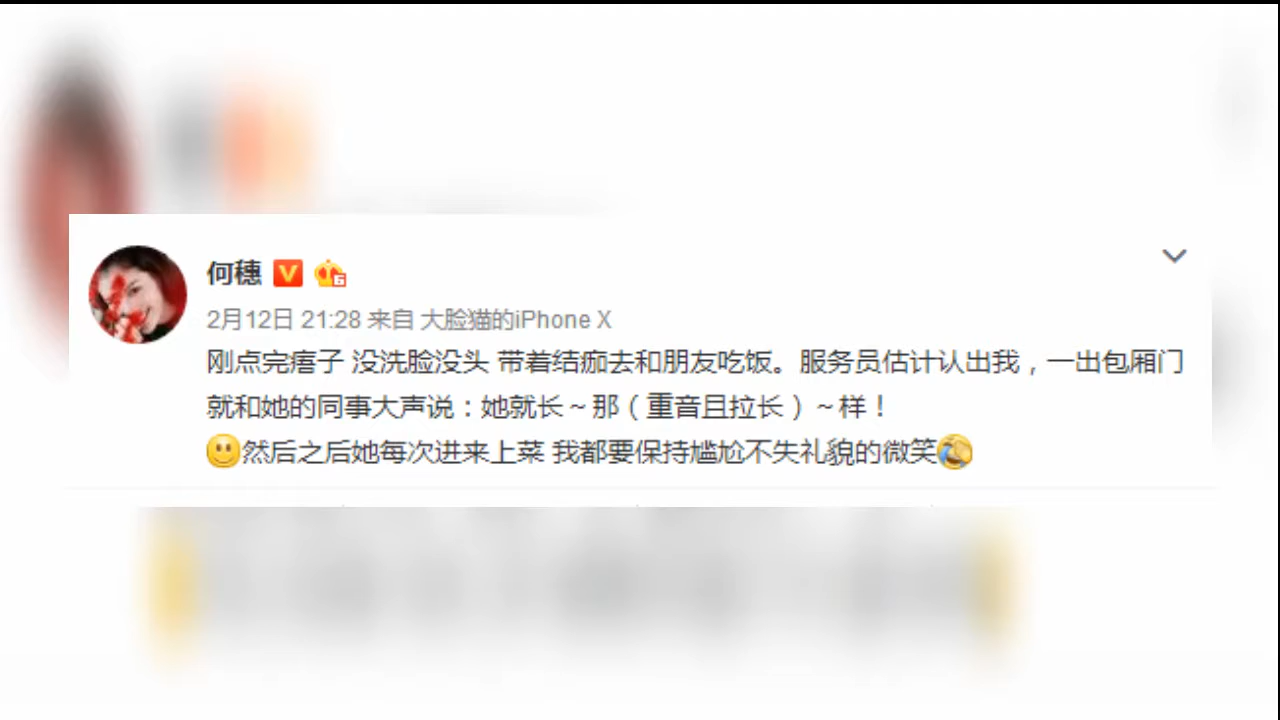 何穗
2月12日 21:28 来自 大脸猫的iPhone X
刚点完痦子 没洗脸没头 带着结痂去和朋友吃饭。服务员估计认出我，一出包厢门
就和她的同事大声说：她就长～那（重音且拉长）～样！
然后之后她每次进来上菜 我都要保持尴尬不失礼貌的微笑